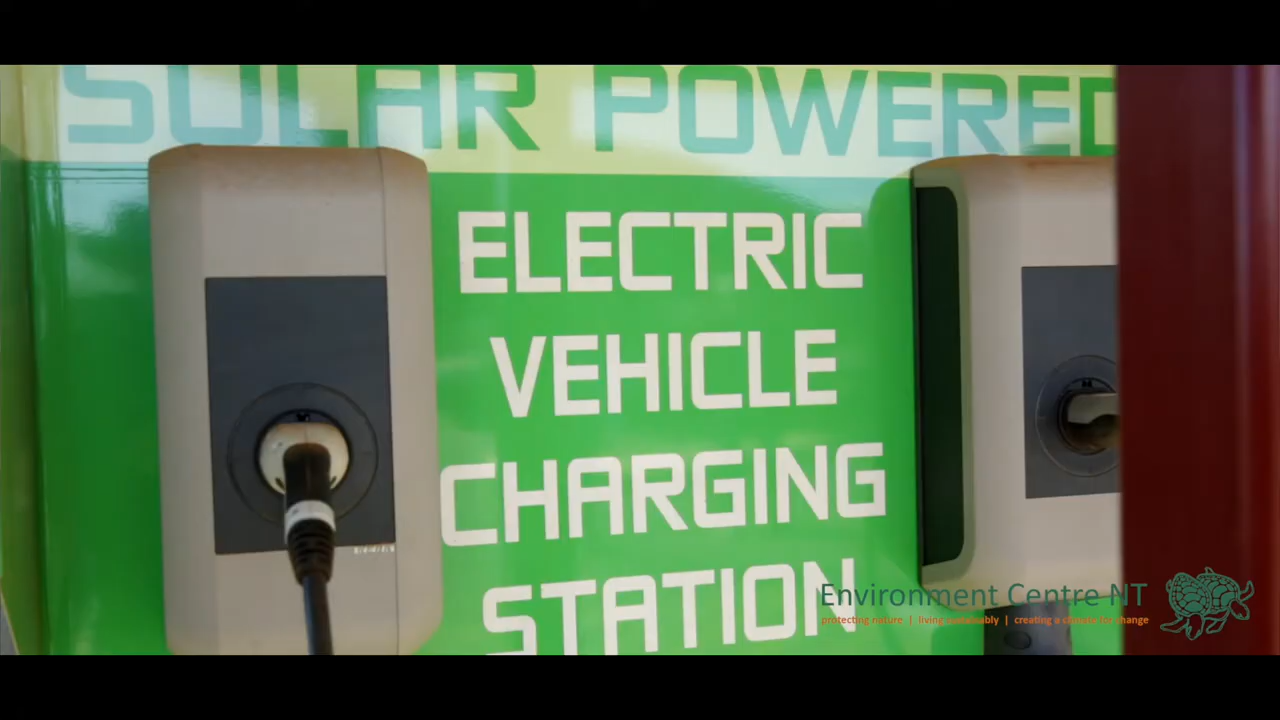 SOLAR POWERED
ELECTRIC
VEHICLE
CHARGING
STATION
Environment Centre NT
protecting nature | living sustainably | creating a climate for change